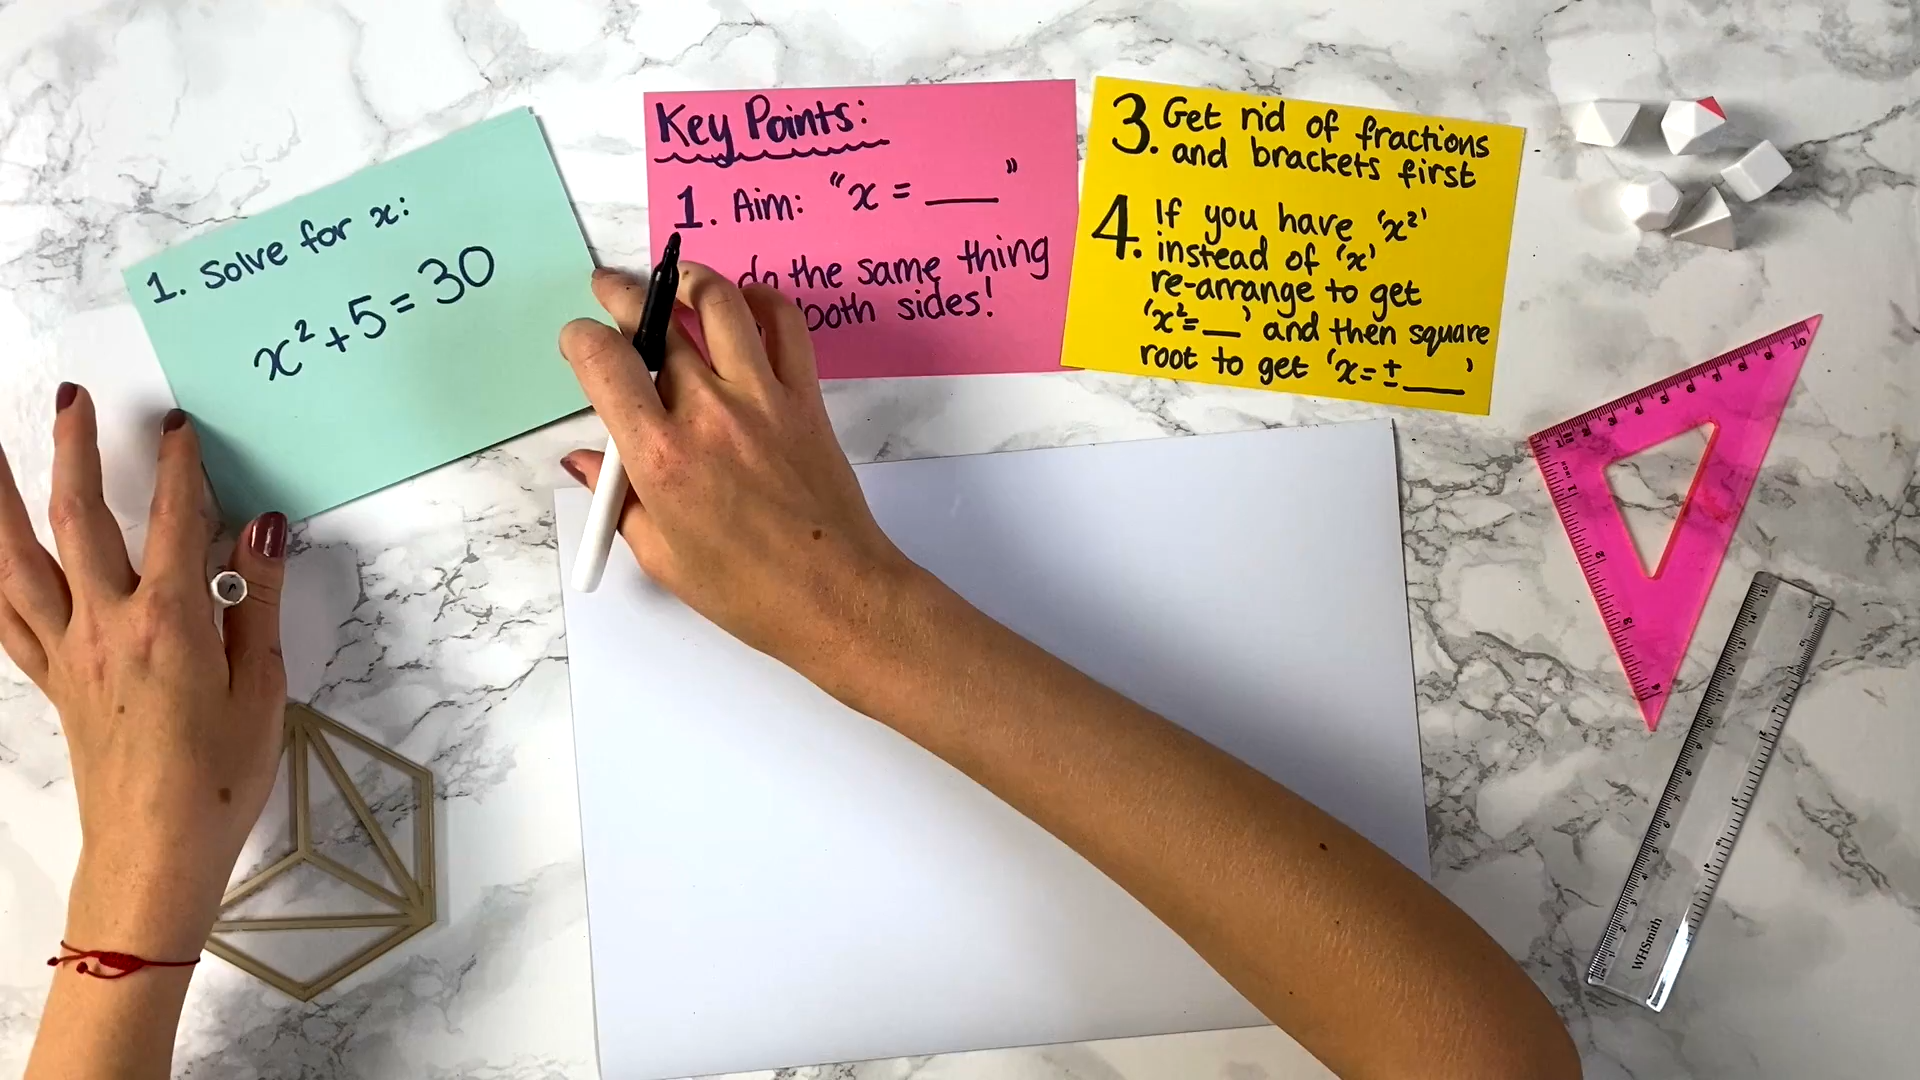 1. Solve for x:
x² + 5 = 30
Key Points:
1. Aim: "x = ___"
do the same thing
both sides!
3. Get rid of fractions
and brackets first
4. If you have 'x²'
instead of 'x'
re-arrange to get
'x²=__' and then square
root to get 'x=±___'
WHSmith